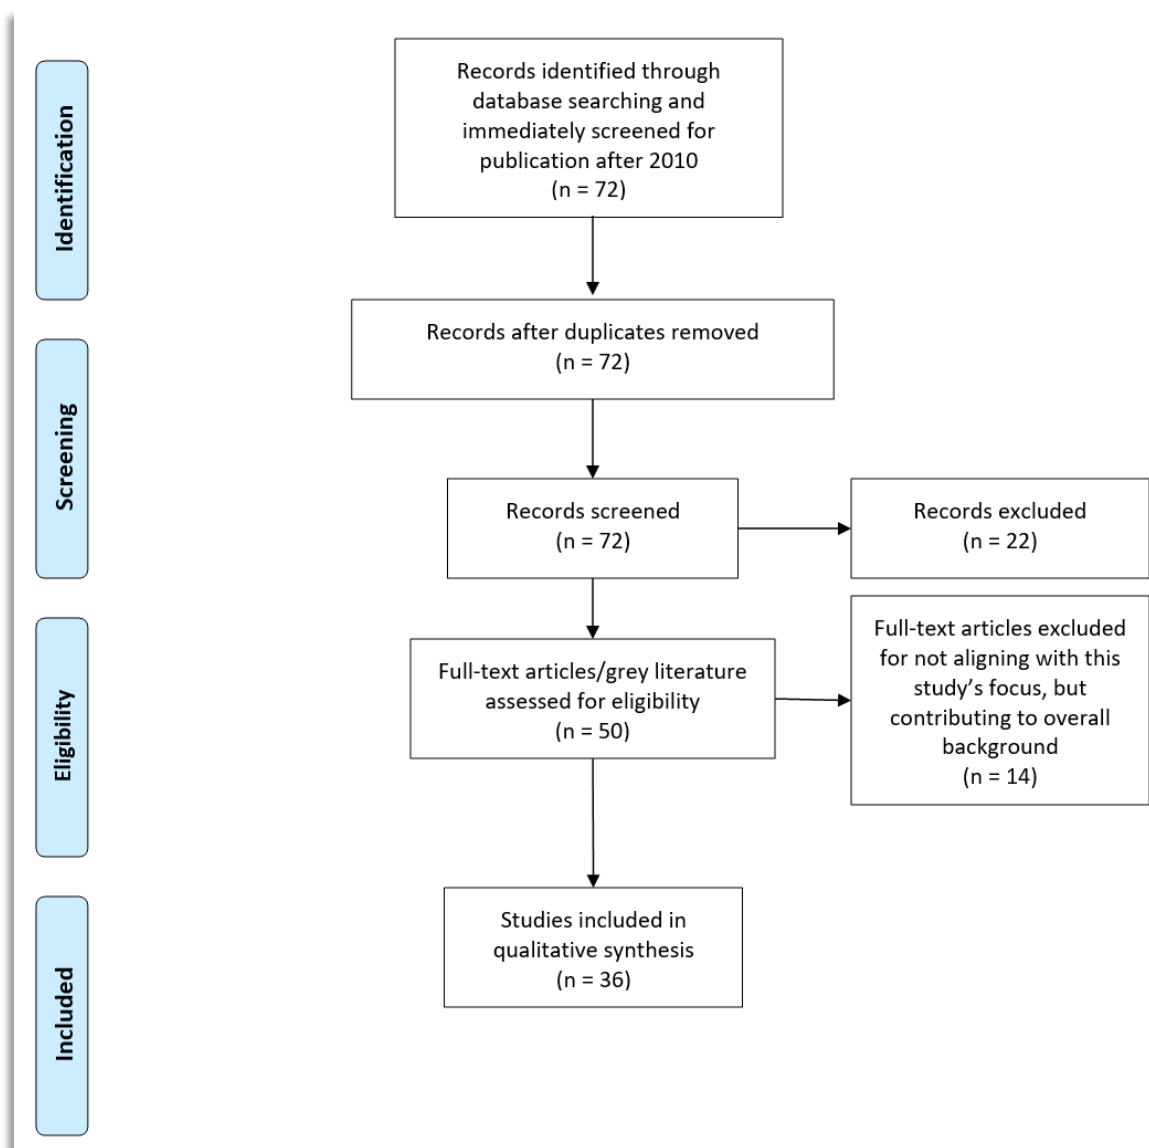 Identification
Records identified through
database searching and
immediately screened for
publication after 2010
(n = 72)
Records after duplicates removed
(n = 72)
Screening
Records screened
(n = 72)
Records excluded
(n = 22)
Eligibility
Full-text articles/grey literature
assessed for eligibility
(n = 50)
Full-text articles excluded
for not aligning with this
study’s focus, but
contributing to overall
background
(n = 14)
Included
Studies included in
qualitative synthesis
(n = 36)